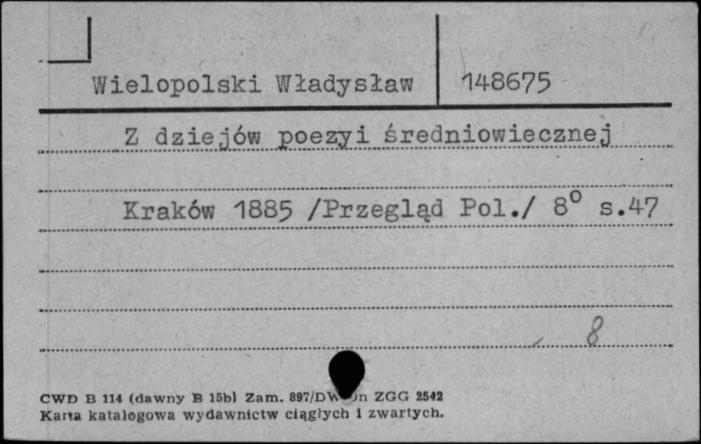 Wielopolski Władysław 148675
Z dziejów poezyi średniowiecznej
Kraków 1885 /Przegląd Pol./ 8° s.47
8
CWD B 114 (dawny B 15b) Zam. 897/DW ZGG 2542
Karta katalogowa wydawnictw ciągłych i zwartych.